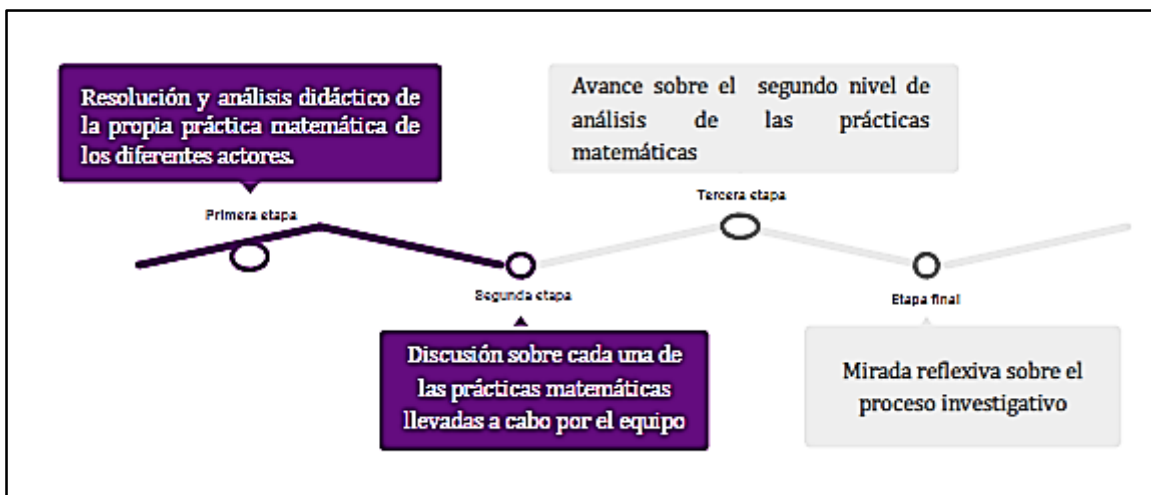 Resolución y análisis didáctico de
la propia práctica matemática de
los diferentes actores.
Primera etapa
Avance sobre el segundo nivel de
análisis de las prácticas
matemáticas
Tercera etapa
Segunda etapa
Discusión sobre cada una de
las prácticas matemáticas
llevadas a cabo por el equipo
Etapa final
Mirada reflexiva sobre el
proceso investigativo